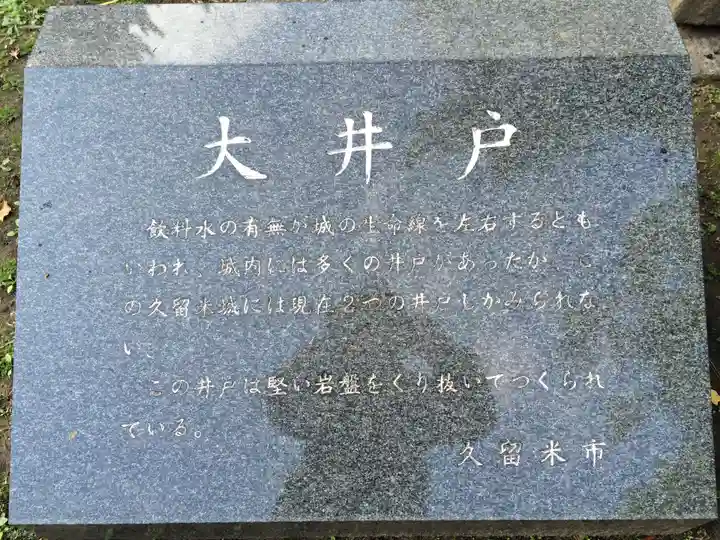 大井戸
飲料水の有無が城の生命線を左右するとも
いわれ、城内には多くの井戸があったが、こ
の久留米城には現在２つの井戸しかみられな
い。
この井戸は堅い岩盤をくり抜いてつくられ
ている。
久留米市